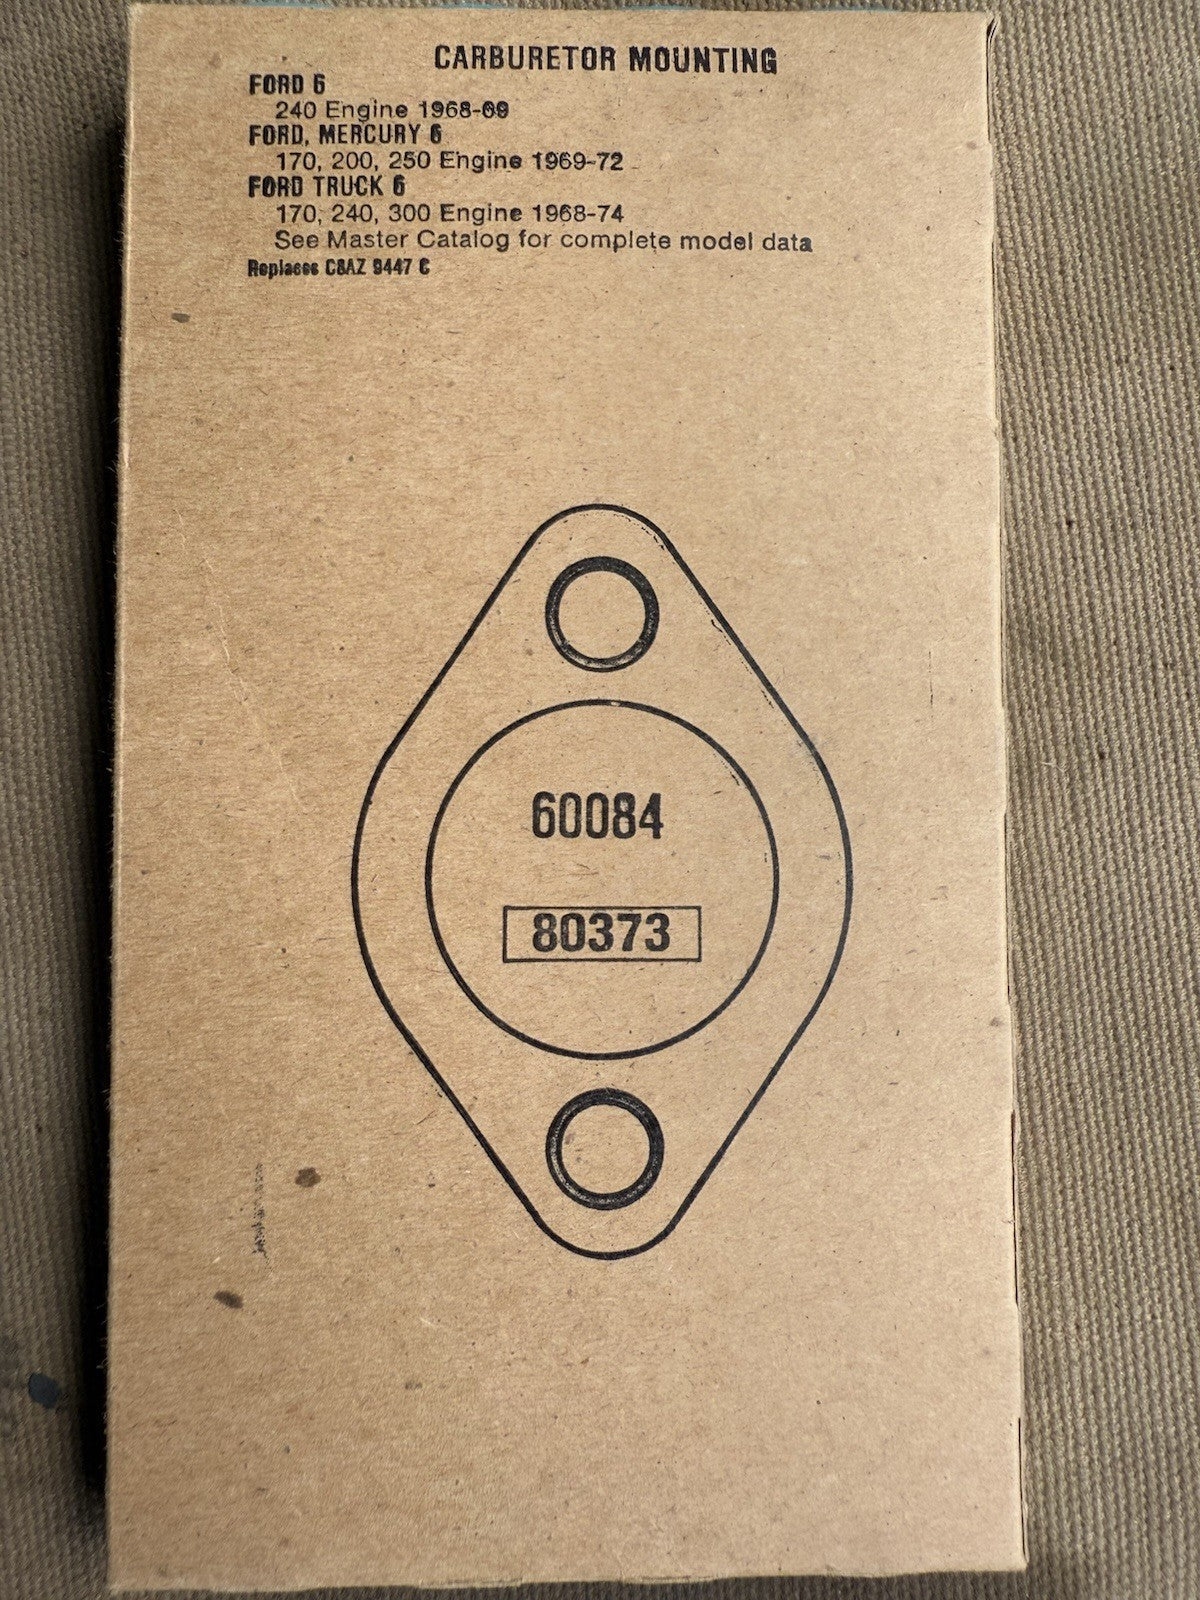 CARBURETOR MOUNTING
FORD 6
240 Engine 1968-69
FORD, MERCURY 6
170, 200, 250 Engine 1969-72
FORD TRUCK 6
170, 240, 300 Engine 1968-74
See Master Catalog for complete model data
Replaces C8AZ 9447 C
60084
80373